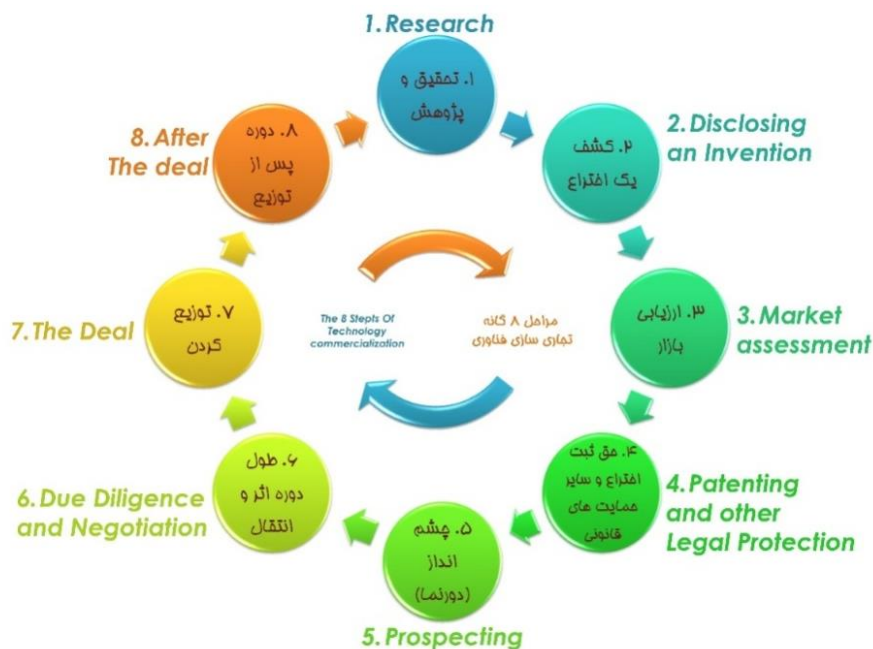 1.Research
۱. تحقیق و
پژوهش
2.Disclosing
an Invention
۲. کشف
یک اختراع
3.Market
assessment
۳. ارزیابی
بازار
4.Patenting
and other
Legal Protection
۴. حق ثبت
اختراع و سایر
حمایت های
قانونی
5.Prospecting
۵. چشم
انداز
(دورنما)
6.Due Diligence
and Negotiation
۶. طول
دوره اثر و
انتقال
7.The Deal
۷. توزیع
کردن
8.After
The deal
۸. دوره
پس از
توزیع
The 8 Stepts Of
Technology
commercialization
مراحل ۸ گانه
تجاری سازی فناوری